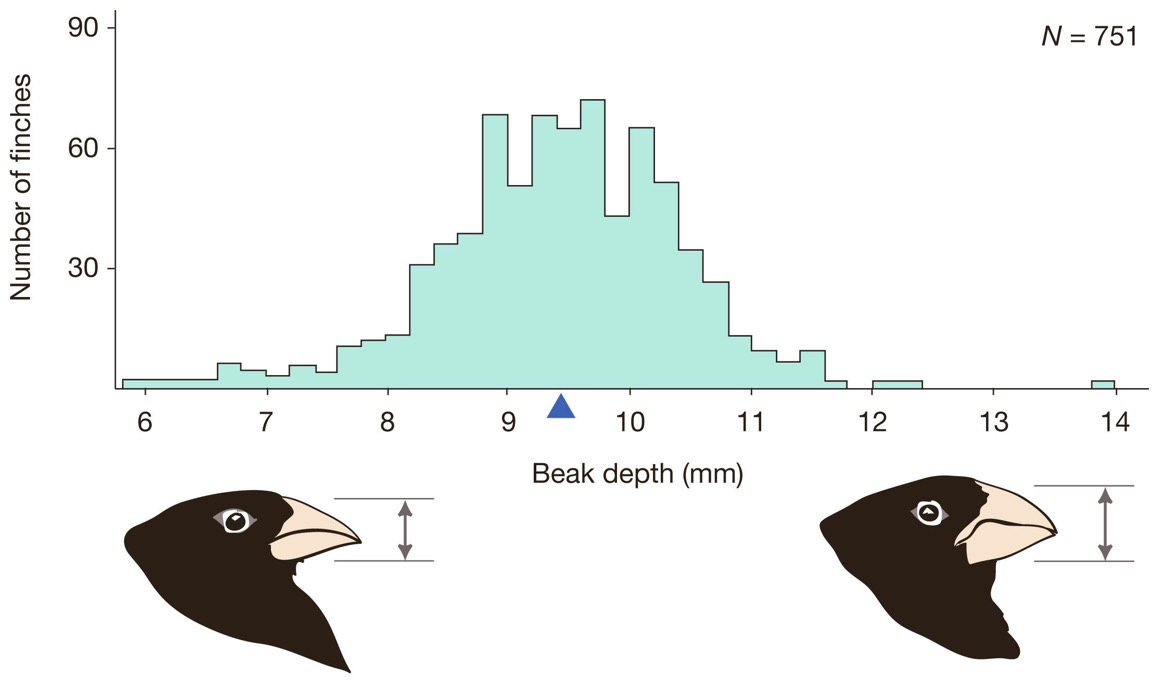 90
N = 751
60
30
Number of finches
6 7 8 9 10 11 12 13 14
Beak depth (mm)